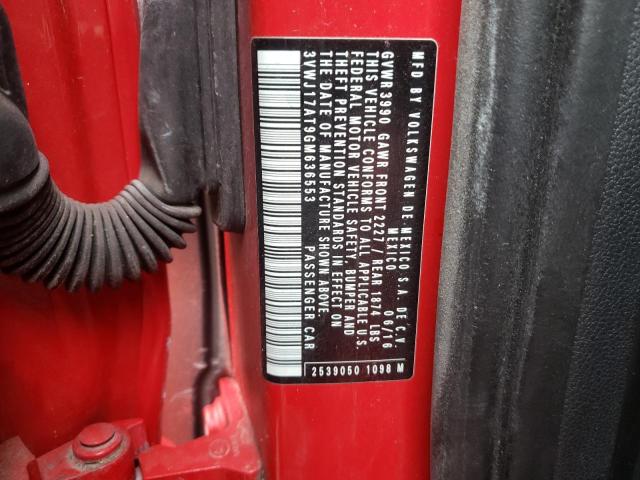 MFD BY VOLKSWAGEN DE MEXICO S.A. DE C.V.
MEXICO 06/16
GVWR3990 GAWR FRONT 2227/ REAR 1874 LBS
THIS VEHICLE CONFORMS TO ALL APPLICABLE U.S.
FEDERAL MOTOR VEHICLE SAFETY, BUMPER AND
THEFT PREVENTION STANDARDS IN EFFECT ON
THE DATE OF MANUFACTURE SHOWN ABOVE.
3VWJ17AT9GM636553 PASSENGER CAR
2539050 1098 M